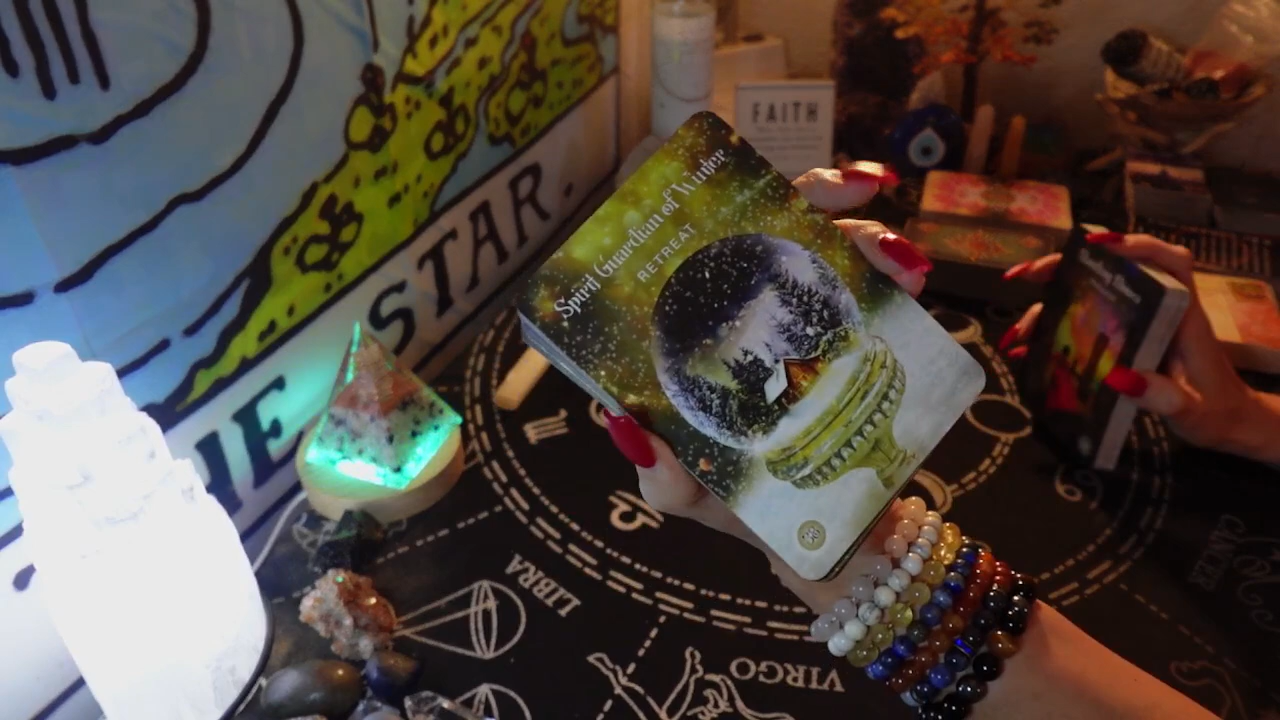 THE STAR.
FAITH
Spirit Guardian of Winter
RETREAT
LIBRA
VIRGO
CANCER